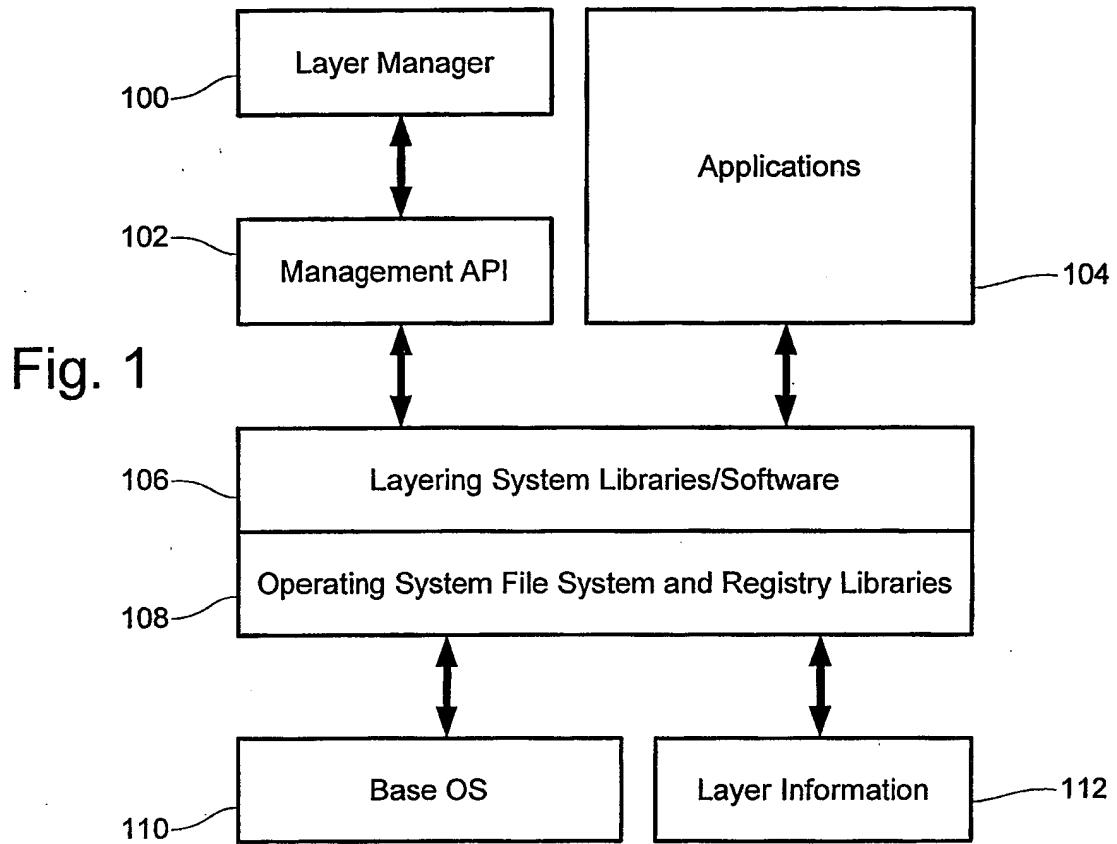 Layer Manager
100
Applications
102
Management API
104
Fig. 1
106
Layering System Libraries/Software
Operating System File System and Registry Libraries
108
Base OS
110
Layer Information
112